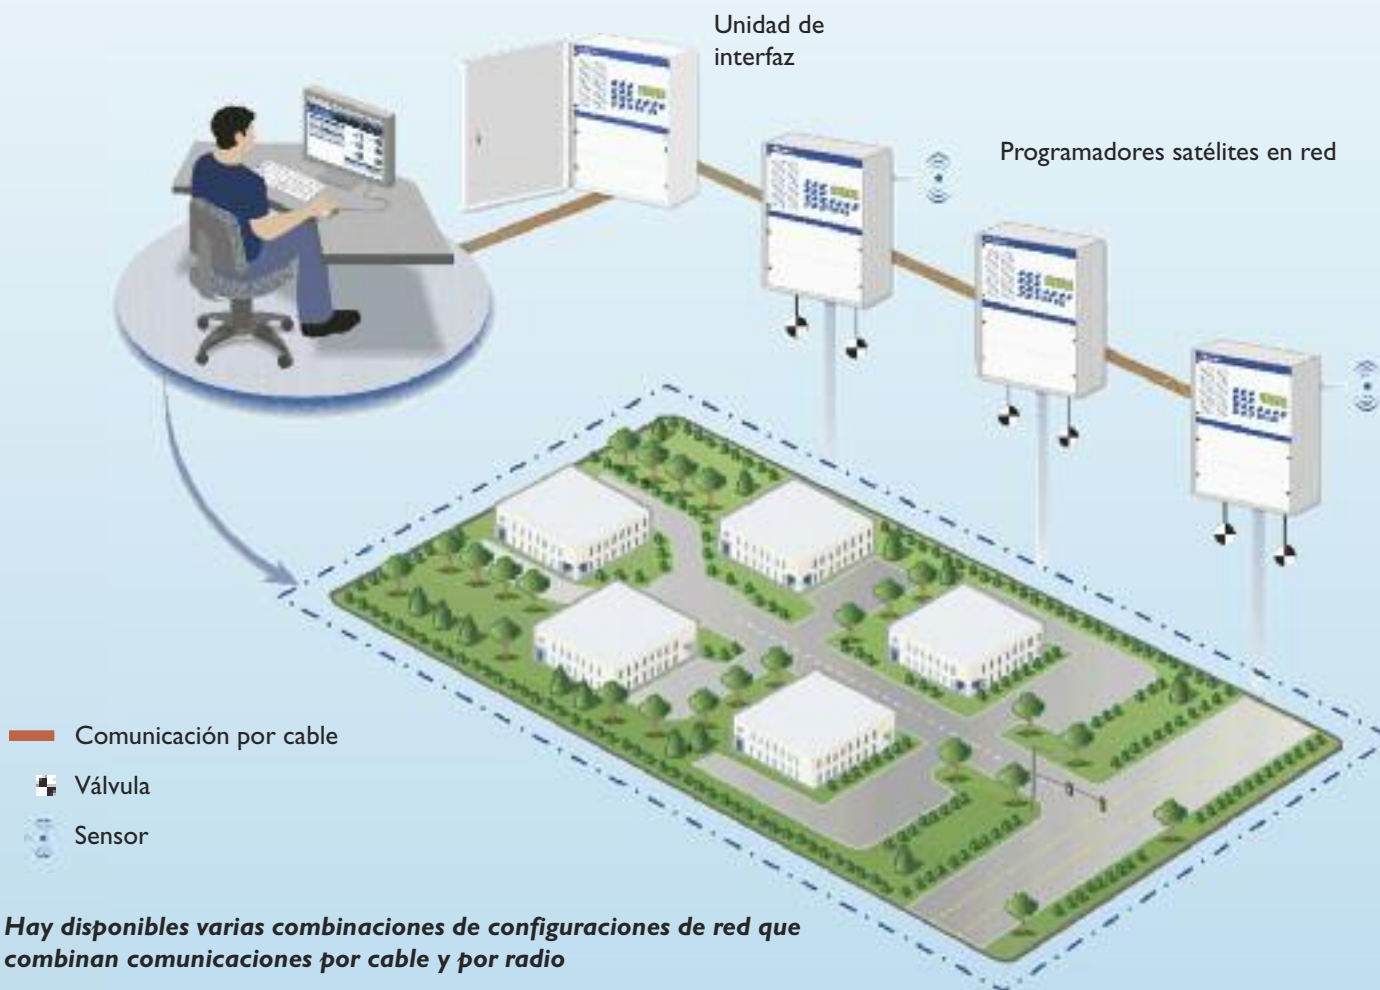 Unidad de
interfaz
Programadores satélites en red
Comunicación por cable
Válvula
Sensor
Hay disponibles varias combinaciones de configuraciones de red que
combinan comunicaciones por cable y por radio